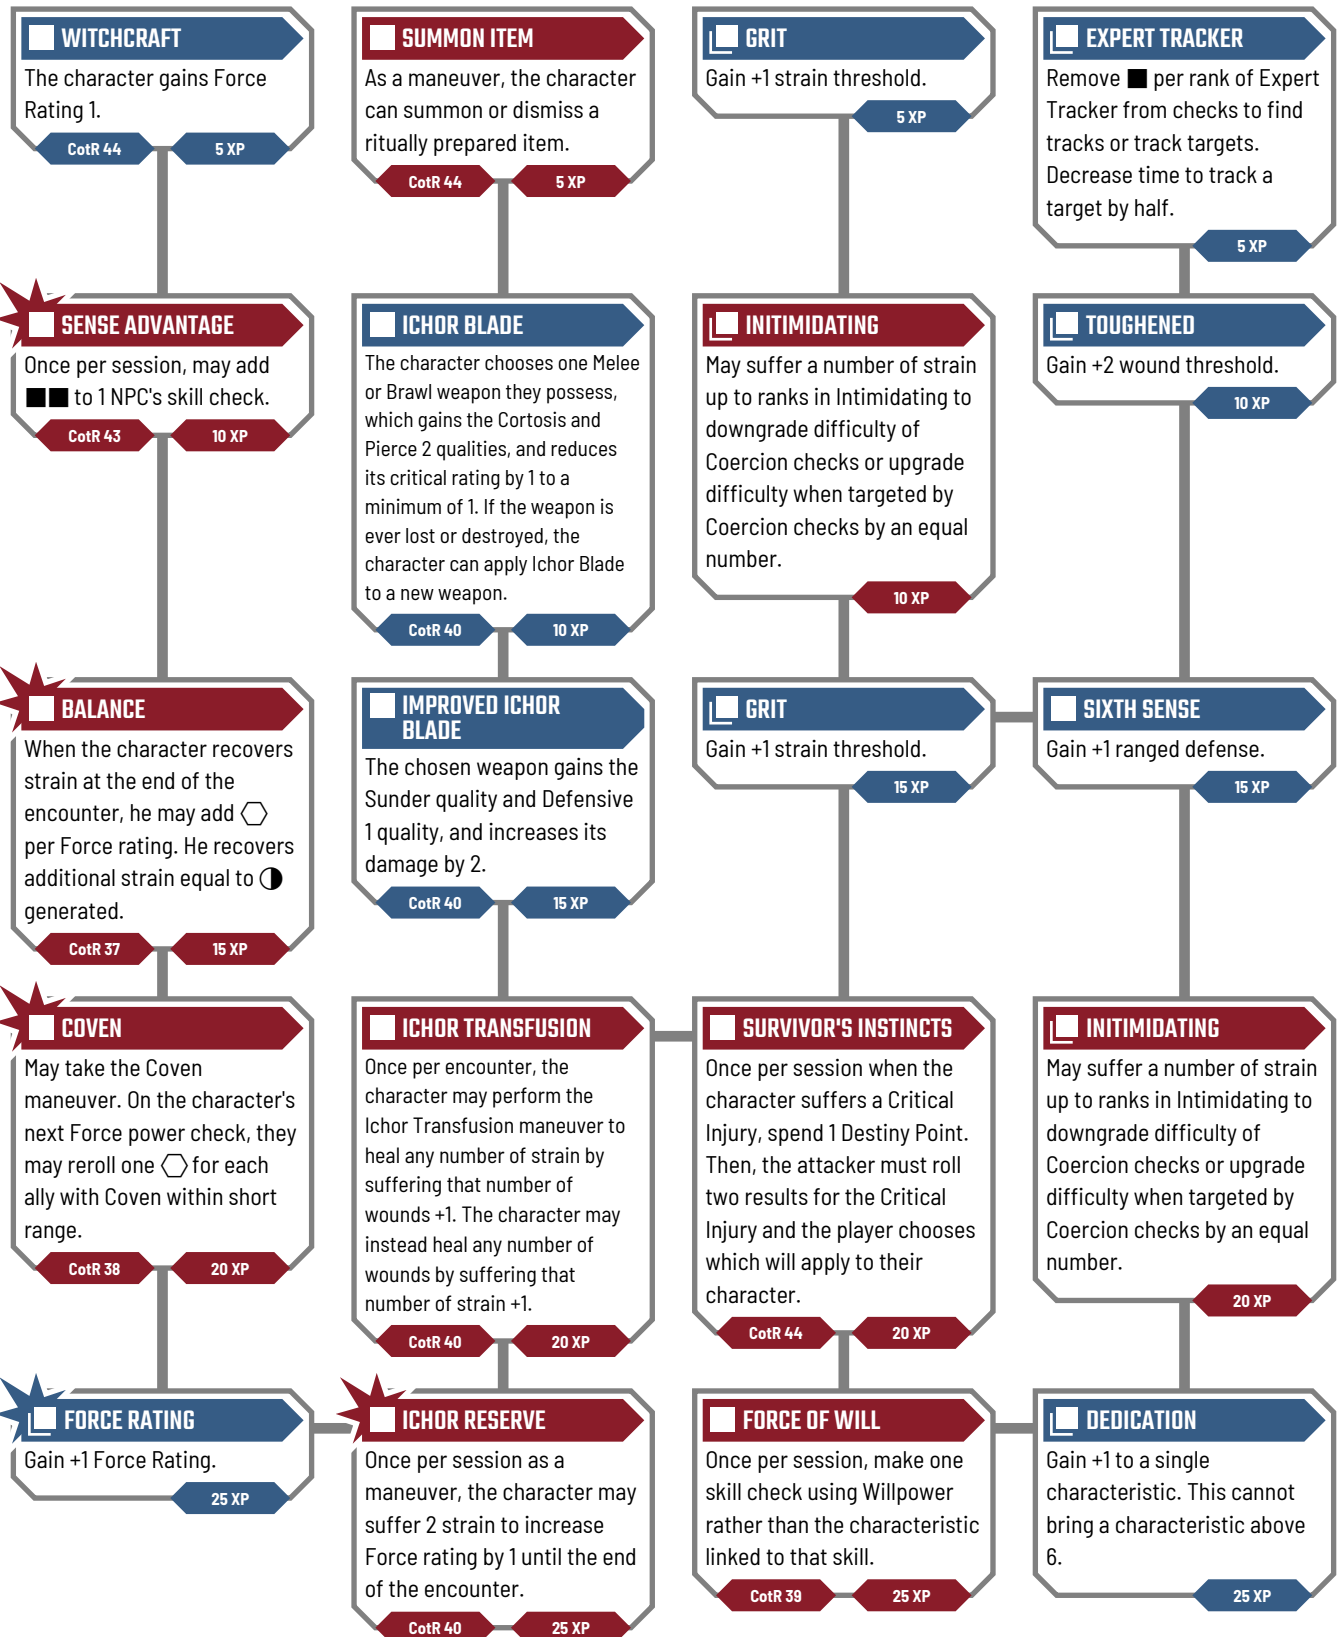 WITCHCRAFT
The character gains Force
Rating 1.
CotR 44
5 XP
SUMMON ITEM
As a maneuver, the character
can summon or dismiss a
ritually prepared item.
CotR 44
5 XP
GRIT
Gain +1 strain threshold.
5 XP
EXPERT TRACKER
Remove ■ per rank of Expert
Tracker from checks to find
tracks or track targets.
Decrease time to track a
target by half.
5 XP
SENSE ADVANTAGE
Once per session, may add
■■ to 1 NPC's skill check.
CotR 43
10 XP
ICHOR BLADE
The character chooses one Melee
or Brawl weapon they possess,
which gains the Cortosis and
Pierce 2 qualities, and reduces
its critical rating by 1 to a
minimum of 1. If the weapon is
ever lost or destroyed, the
character can apply Ichor Blade
to a new weapon.
CotR 40
10 XP
INITIMIDATING
May suffer a number of strain
up to ranks in Intimidating to
downgrade difficulty of
Coercion checks or upgrade
difficulty when targeted by
Coercion checks by an equal
number.
10 XP
TOUGHENED
Gain +2 wound threshold.
10 XP
BALANCE
When the character recovers
strain at the end of the
encounter, he may add ⬡
per Force rating. He recovers
additional strain equal to ◑
generated.
CotR 37
15 XP
IMPROVED ICHOR
BLADE
The chosen weapon gains the
Sunder quality and Defensive
1 quality, and increases its
damage by 2.
CotR 40
15 XP
GRIT
Gain +1 strain threshold.
15 XP
SIXTH SENSE
Gain +1 ranged defense.
15 XP
COVEN
May take the Coven
maneuver. On the character's
next Force power check, they
may reroll one ⬡ for each
ally with Coven within short
range.
CotR 38
20 XP
ICHOR TRANSFUSION
Once per encounter, the
character may perform the
Ichor Transfusion maneuver to
heal any number of strain by
suffering that number of
wounds +1. The character may
instead heal any number of
wounds by suffering that
number of strain +1.
CotR 40
20 XP
SURVIVOR'S INSTINCTS
Once per session when the
character suffers a Critical
Injury, spend 1 Destiny Point.
Then, the attacker must roll
two results for the Critical
Injury and the player chooses
which will apply to their
character.
CotR 44
20 XP
INITIMIDATING
May suffer a number of strain
up to ranks in Intimidating to
downgrade difficulty of
Coercion checks or upgrade
difficulty when targeted by
Coercion checks by an equal
number.
20 XP
FORCE RATING
Gain +1 Force Rating.
25 XP
ICHOR RESERVE
Once per session as a
maneuver, the character may
suffer 2 strain to increase
Force rating by 1 until the end
of the encounter.
CotR 40
25 XP
FORCE OF WILL
Once per session, make one
skill check using Willpower
rather than the characteristic
linked to that skill.
CotR 39
25 XP
DEDICATION
Gain +1 to a single
characteristic. This cannot
bring a characteristic above
6.
25 XP